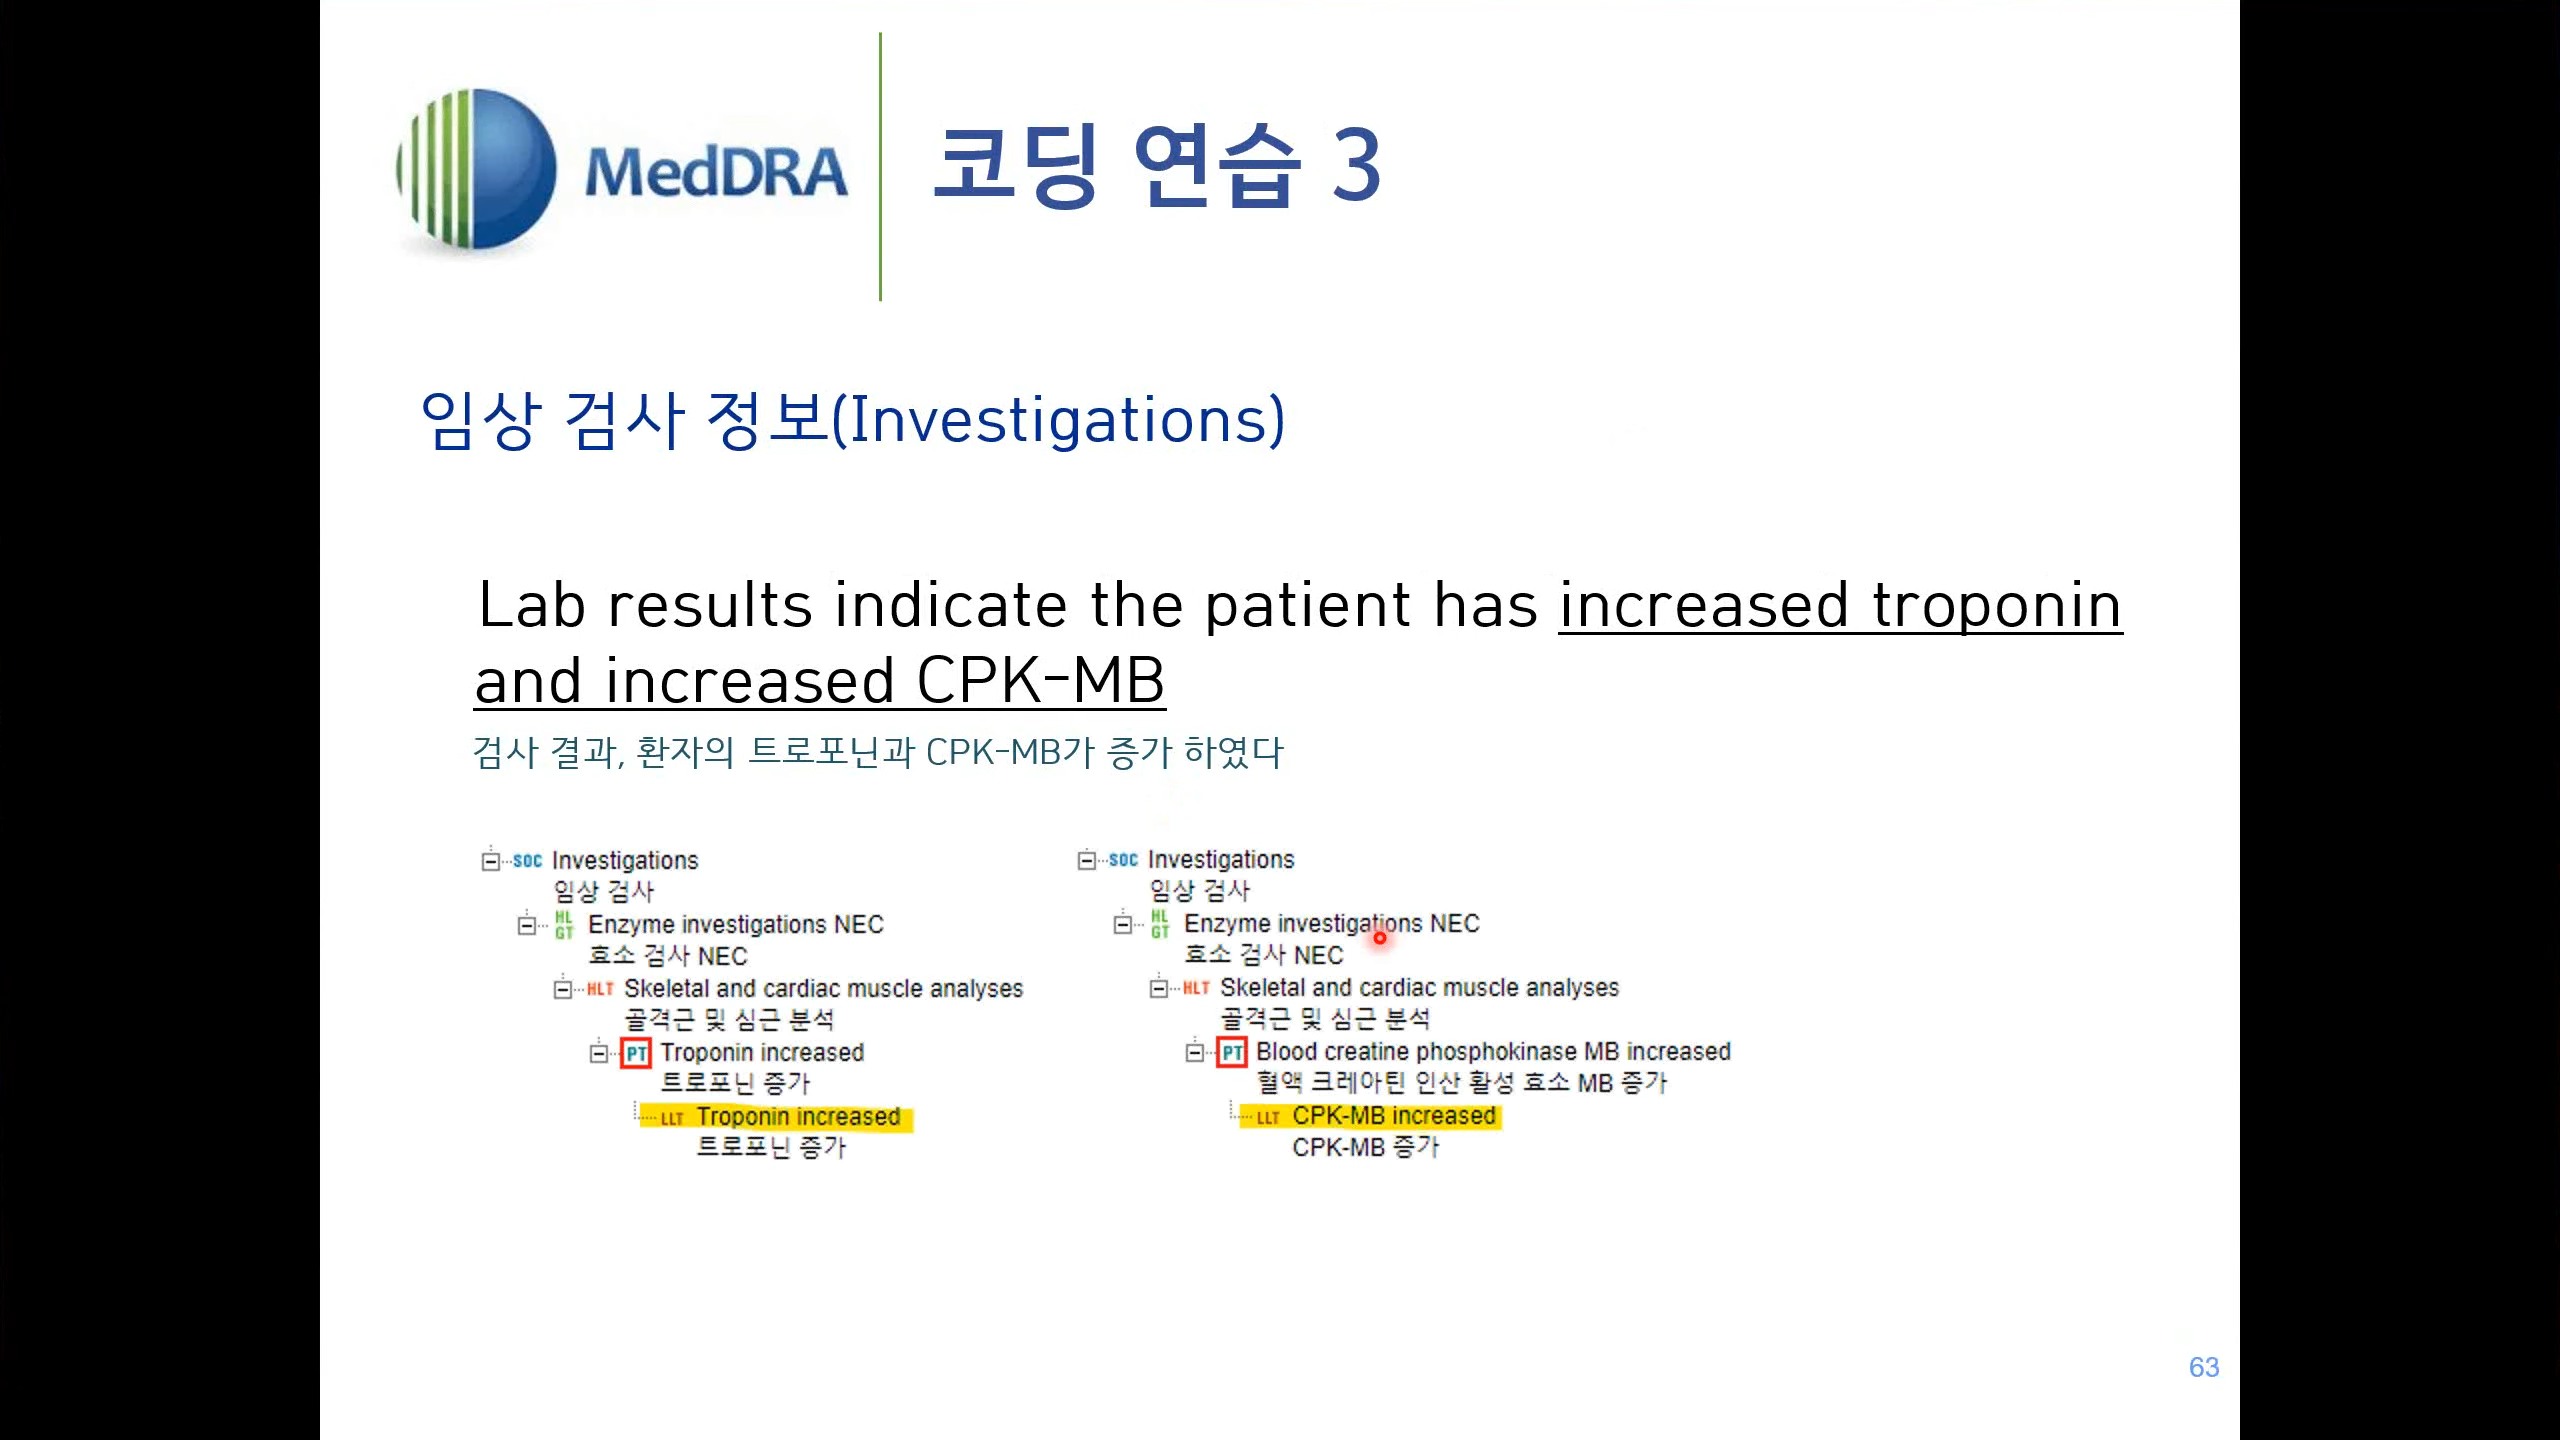 MedDRA
코딩 연습 3
임상 검사 정보(Investigations)
Lab results indicate the patient has increased troponin
and increased CPK-MB
검사 결과, 환자의 트로포닌과 CPK-MB가 증가 하였다
SOC Investigations
임상 검사
HLGT Enzyme investigations NEC
효소 검사 NEC
HLT Skeletal and cardiac muscle analyses
골격근 및 심근 분석
PT Troponin increased
트로포닌 증가
LLT Troponin increased
트로포닌 증가
SOC Investigations
임상 검사
HLGT Enzyme investigations NEC
효소 검사 NEC
HLT Skeletal and cardiac muscle analyses
골격근 및 심근 분석
PT Blood creatine phosphokinase MB increased
혈액 크레아틴 인산 활성 효소 MB 증가
LLT CPK-MB increased
CPK-MB 증가
63